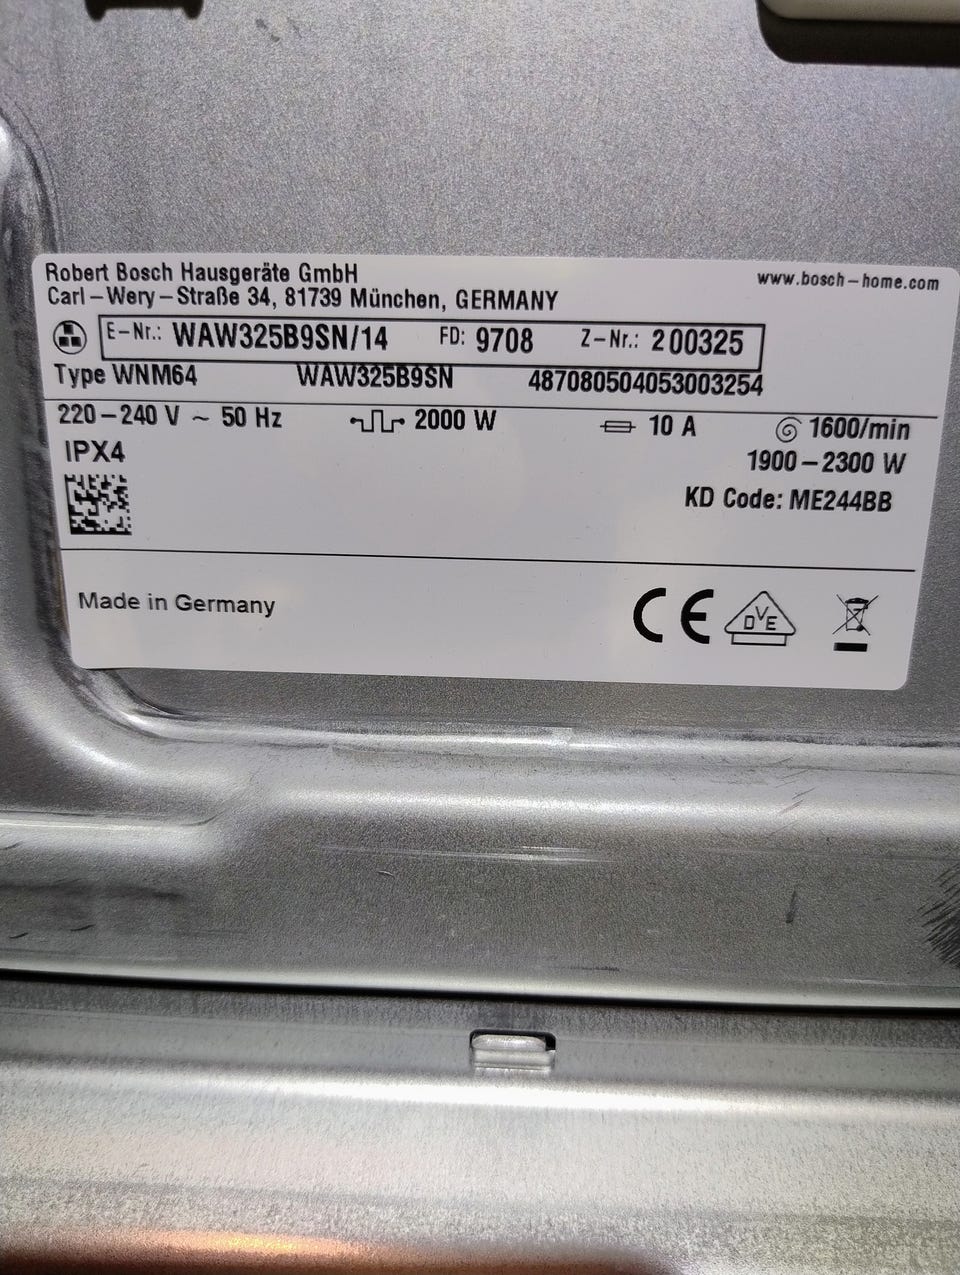 Robert Bosch Hausgeräte GmbH
www.bosch-home.com
Carl-Wery-Straße 34, 81739 München, GERMANY
E-Nr.: WAW325B9SN/14 FD: 9708 Z-Nr.: 200325
Type WNM64 WAW325B9SN 487080504053003254
220-240 V ~ 50 Hz 2000 W 10 A 1600/min
IPX4 1900-2300 W
KD Code: ME244BB
Made in Germany
CE DVE